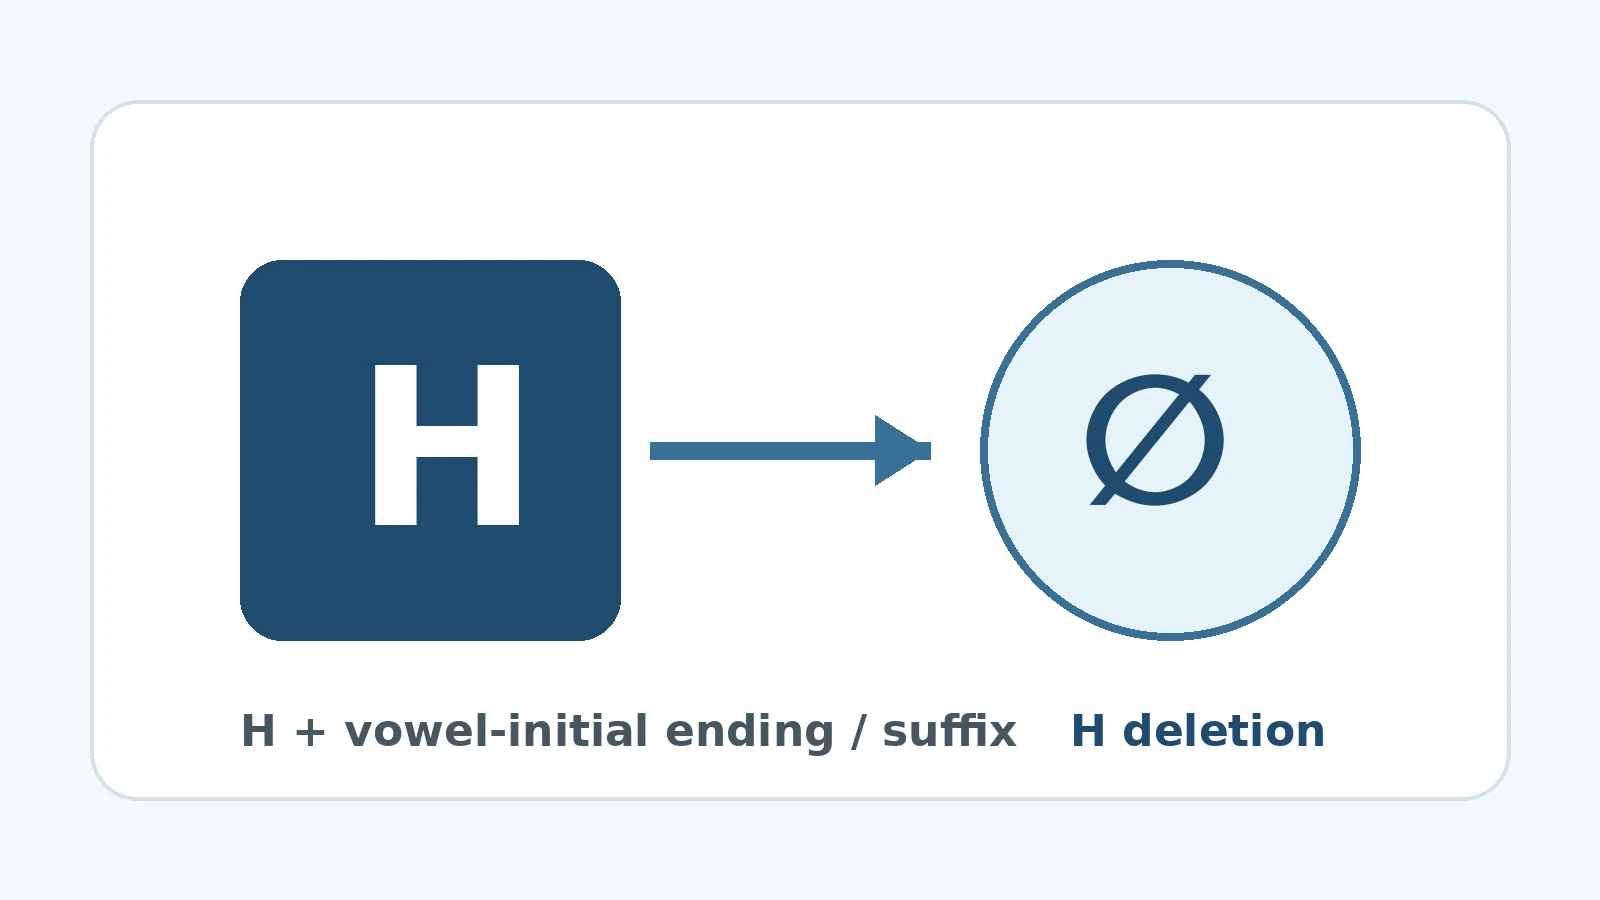 H
Ø
H + vowel-initial ending / suffix
H deletion